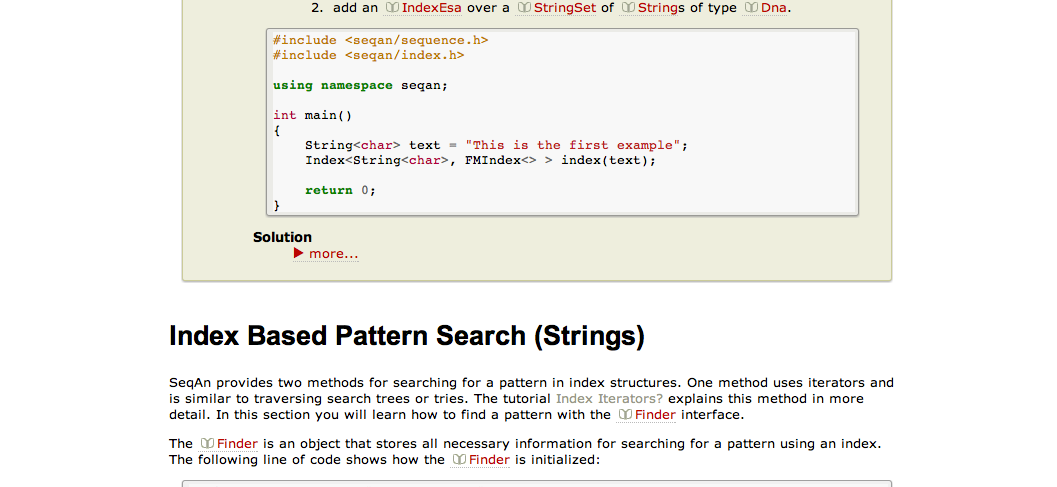 2. add an IndexEsa over a StringSet of Strings of type Dna.
#include <seqan/sequence.h>
#include <seqan/index.h>
using namespace seqan;
int main()
{
    String<char> text = "This is the first example";
    Index<String<char>, FMIndex<> > index(text);
    return 0;
}
Solution
more...
Index Based Pattern Search (Strings)
SeqAn provides two methods for searching for a pattern in index structures. One method uses iterators and
is similar to traversing search trees or tries. The tutorial Index Iterators? explains this method in more
detail. In this section you will learn how to find a pattern with the Finder interface.
The Finder is an object that stores all necessary information for searching for a pattern using an index.
The following line of code shows how the Finder is initialized: